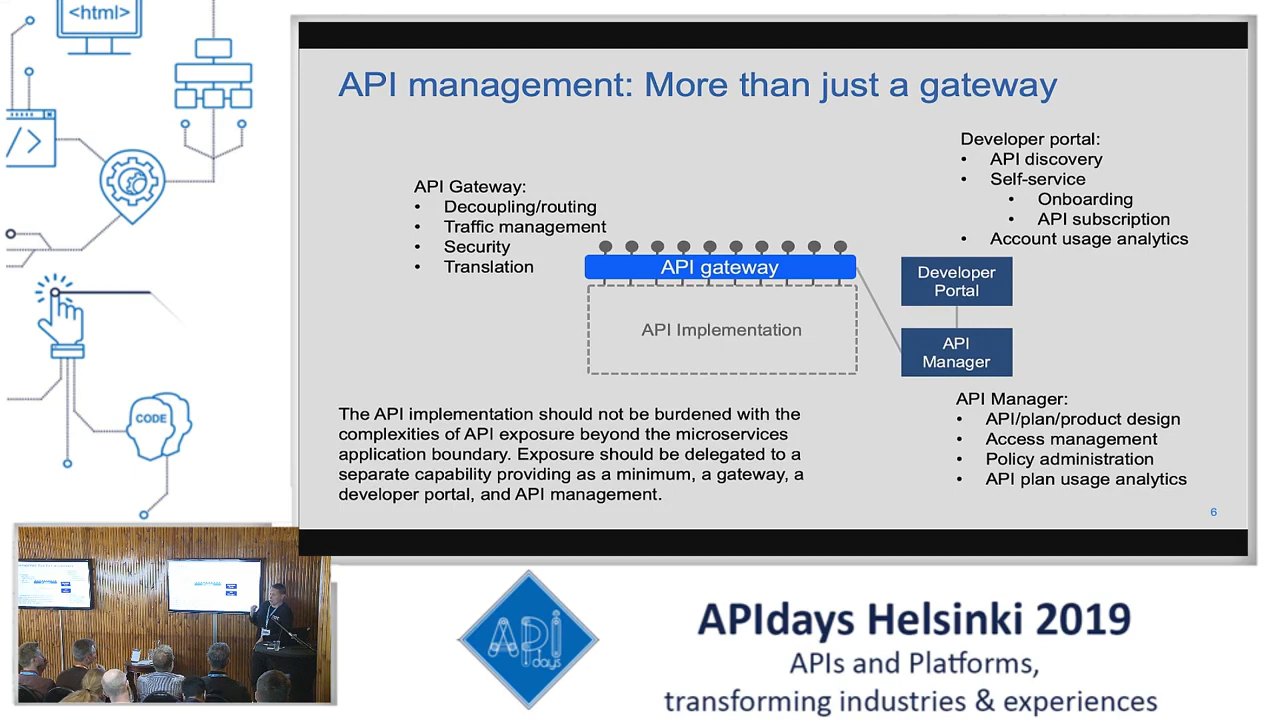 <html>
</>
CODE
API management: More than just a gateway
API Gateway:
• Decoupling/routing
• Traffic management
• Security
• Translation
Developer portal:
• API discovery
• Self-service
• Onboarding
• API subscription
• Account usage analytics
API gateway
API Implementation
Developer
Portal
API
Manager
The API implementation should not be burdened with the
complexities of API exposure beyond the microservices
application boundary. Exposure should be delegated to a
separate capability providing as a minimum, a gateway, a
developer portal, and API management.
API Manager:
• API/plan/product design
• Access management
• Policy administration
• API plan usage analytics
6
API
days
APIdays Helsinki 2019
APIs and Platforms,
transforming industries & experiences